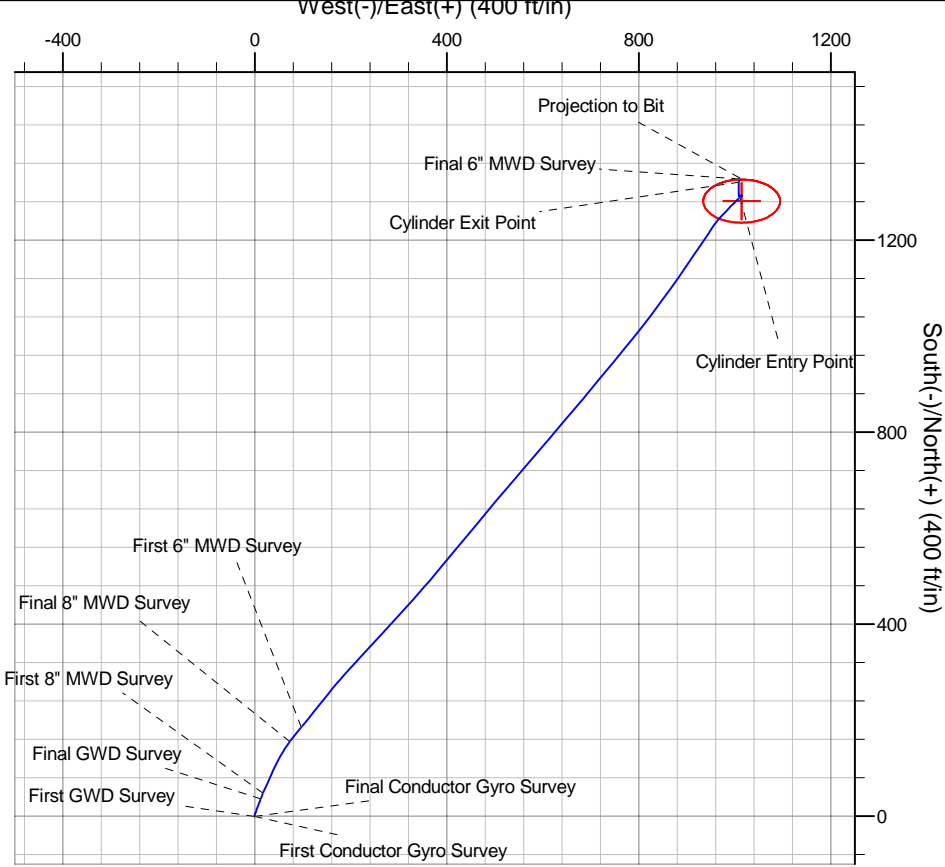 West(-)/East(+) (400 ft/in)
-400 0 400 800 1200
Projection to Bit
Final 6" MWD Survey
Cylinder Exit Point
1200
Cylinder Entry Point
South(-)/North(+) (400 ft/in)
800
First 6" MWD Survey
Final 8" MWD Survey
400
First 8" MWD Survey
Final GWD Survey
First GWD Survey
Final Conductor Gyro Survey
0
First Conductor Gyro Survey